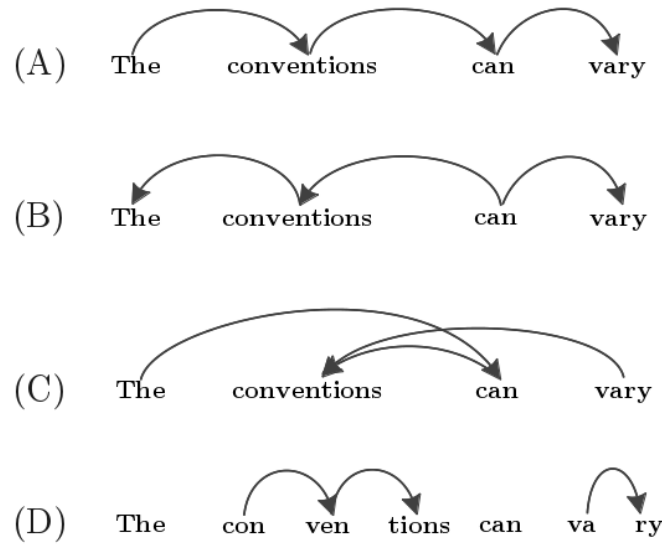 (A) The conventions can vary
(B) The conventions can vary
(C) The conventions can vary
(D) The con ven tions can va ry